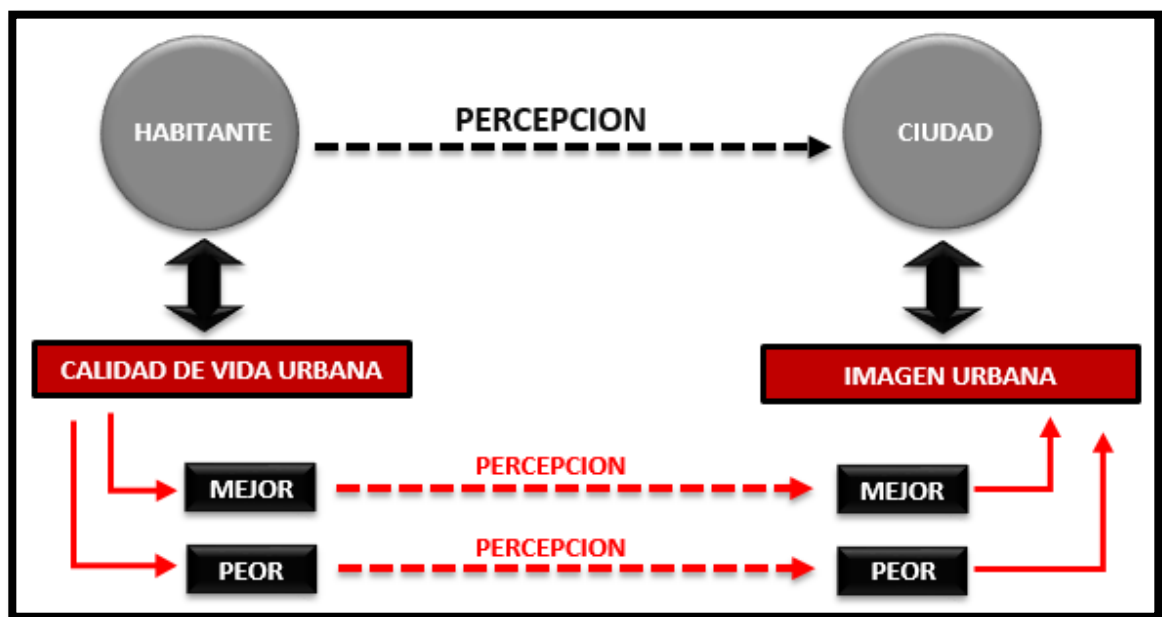 HABITANTE
PERCEPCION
CIUDAD
CALIDAD DE VIDA URBANA
IMAGEN URBANA
MEJOR
PERCEPCION
MEJOR
PEOR
PERCEPCION
PEOR